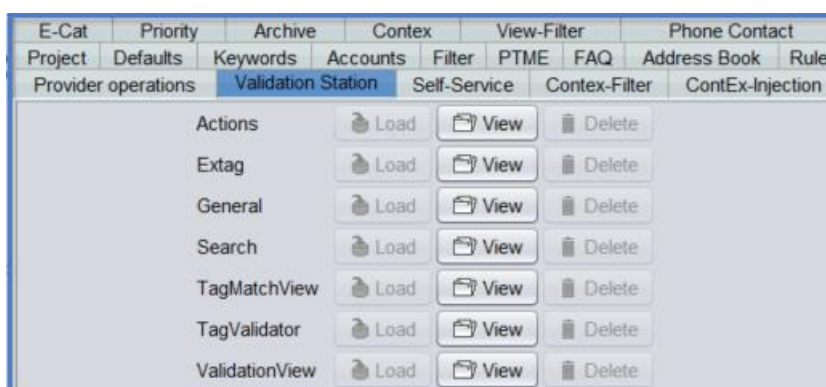 E-Cat Priority Archive Contex View-Filter Phone Contact
Project Defaults Keywords Accounts Filter PTME FAQ Address Book Rule
Provider operations Validation Station Self-Service Contex-Filter ContEx-Injection
Actions Load View Delete
Extag Load View Delete
General Load View Delete
Search Load View Delete
TagMatchView Load View Delete
TagValidator Load View Delete
ValidationView Load View Delete